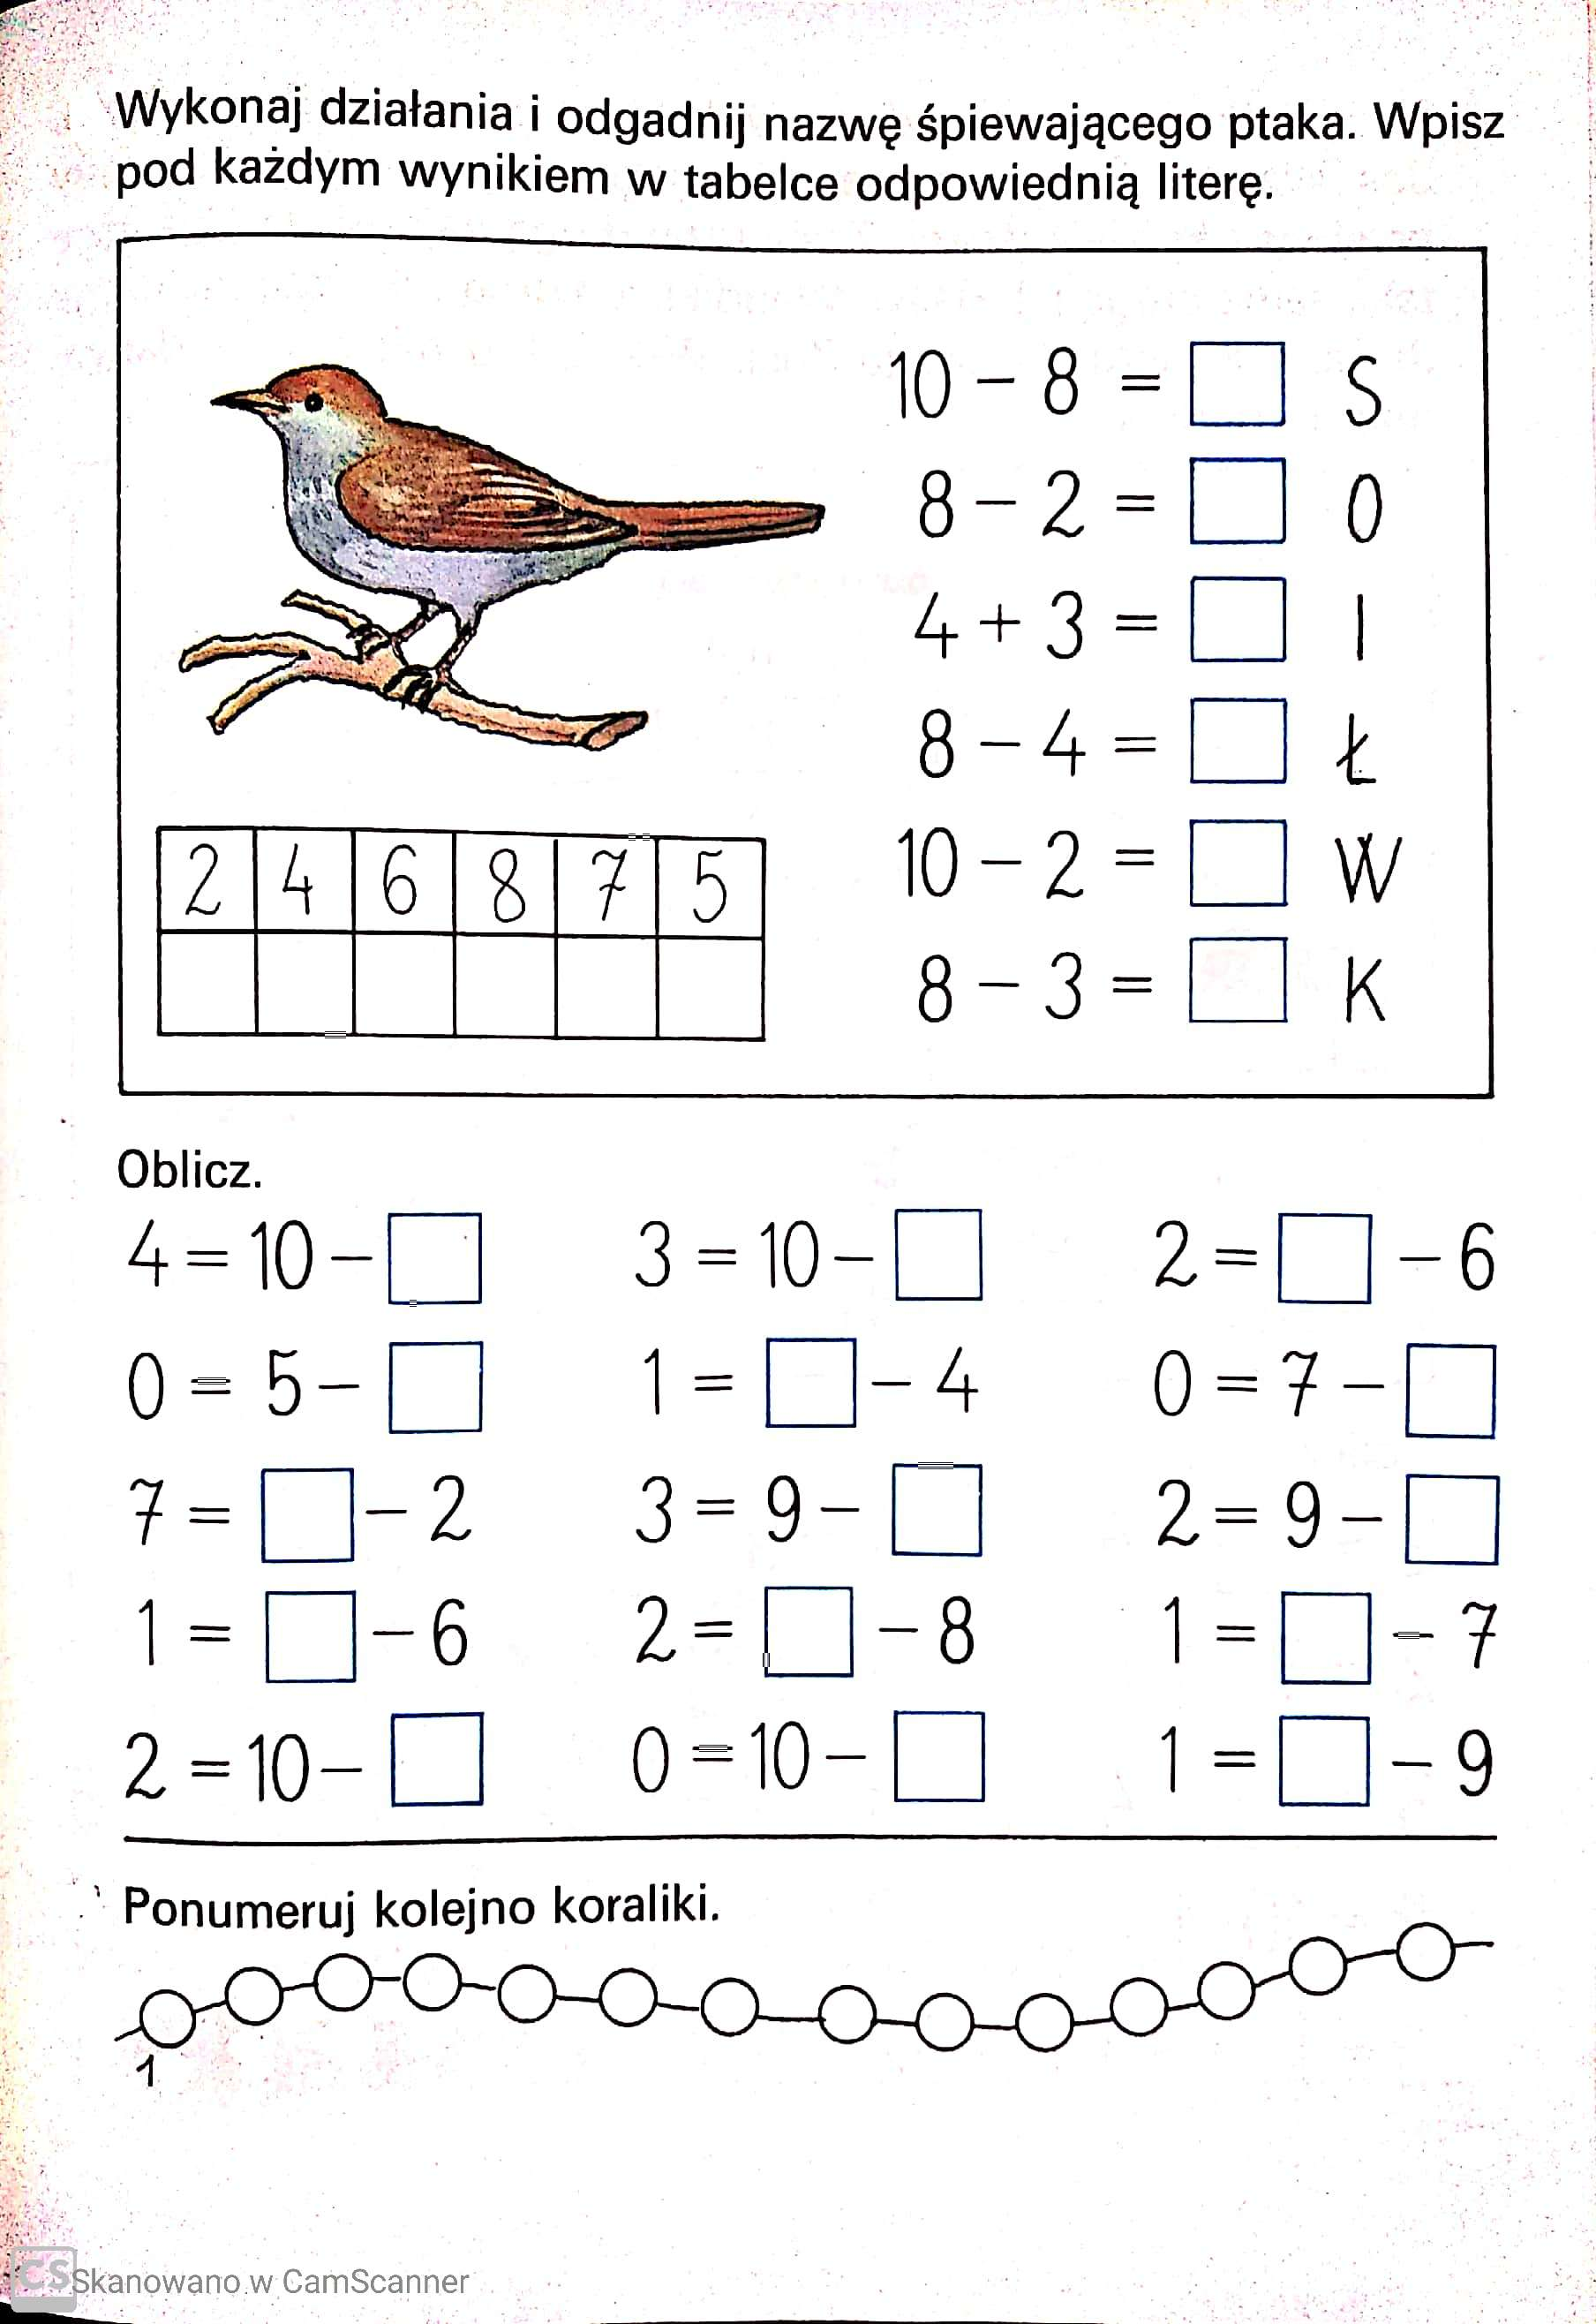 Wykonaj działania i odgadnij nazwę śpiewającego ptaka. Wpisz
pod każdym wynikiem w tabelce odpowiednią literę.
10 – 8 = S
8 – 2 = O
4 + 3 = I
8 – 4 = Ł
10 – 2 = W
8 – 3 = K
2 4 6 8 7 5
Oblicz.
4 = 10 – 3 = 10 – 2 = – 6
0 = 5 – 1 = – 4 0 = 7 –
7 = – 2 3 = 9 – 2 = 9 –
1 = – 6 2 = – 8 1 = – 7
2 = 10 – 0 = 10 – 1 = – 9
Ponumeruj kolejno koraliki.
1
CS Skanowano w CamScanner